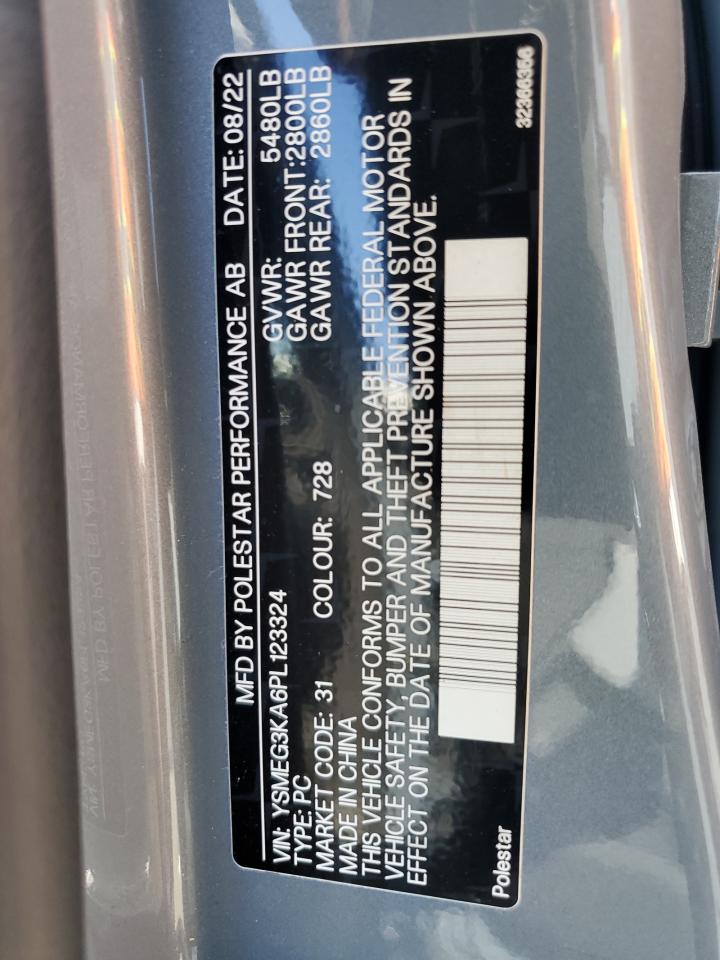 MFD BY POLESTAR PERFORMANCE AB DATE: 08/22
VIN: YSMEG3KA6PL123324 GVWR: 5480LB
TYPE: PC GAWR FRONT:2800LB
MARKET CODE: 31 COLOUR: 728 GAWR REAR: 2860LB
MADE IN CHINA
THIS VEHICLE CONFORMS TO ALL APPLICABLE FEDERAL MOTOR
VEHICLE SAFETY, BUMPER AND THEFT PREVENTION STANDARDS IN
EFFECT ON THE DATE OF MANUFACTURE SHOWN ABOVE.
Polestar 32366356